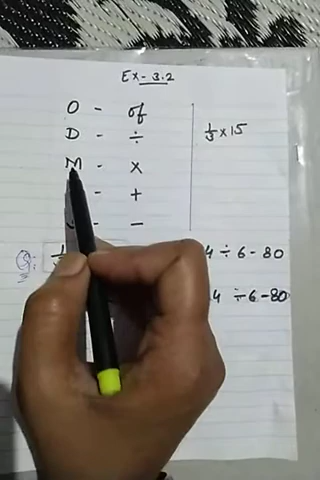 Ex-3.2
O - of
D - ÷
M - ×
- +
- -
1/3 × 15
Q:
4 ÷ 6 - 80
4 ÷ 6 - 80